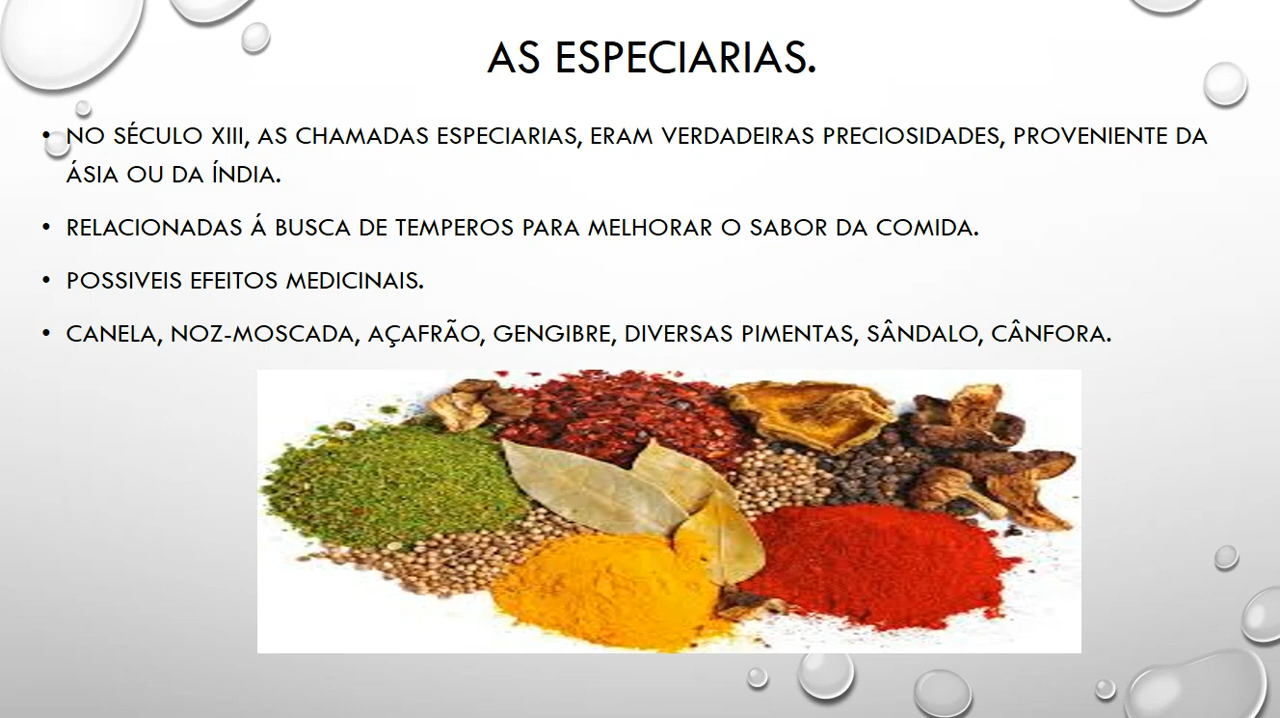 AS ESPECIARIAS.
• NO SÉCULO XIII, AS CHAMADAS ESPECIARIAS, ERAM VERDADEIRAS PRECIOSIDADES, PROVENIENTE DA
ÁSIA OU DA ÍNDIA.
• RELACIONADAS Á BUSCA DE TEMPEROS PARA MELHORAR O SABOR DA COMIDA.
• POSSIVEIS EFEITOS MEDICINAIS.
• CANELA, NOZ-MOSCADA, AÇAFRÃO, GENGIBRE, DIVERSAS PIMENTAS, SÂNDALO, CÂNFORA.